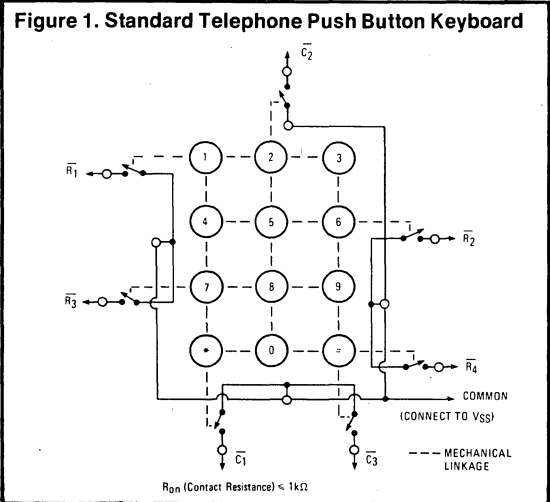 Figure 1. Standard Telephone Push Button Keyboard
C̅₂
1 2 3
R̅₁
4 5 6
R̅₂
7 8 9
R̅₃
* 0 #
R̅₄
COMMON
(CONNECT TO VSS)
C̅₁ C̅₃
--- MECHANICAL
LINKAGE
Ron (Contact Resistance) ⩽ 1kΩ